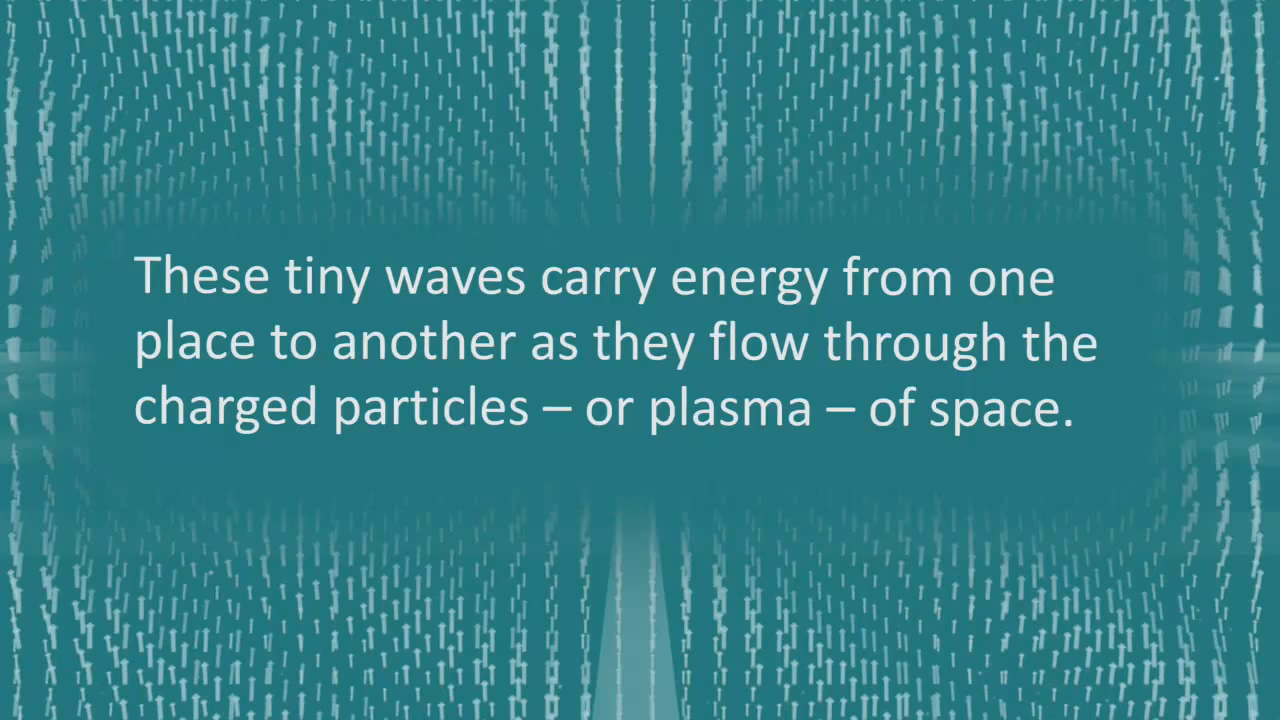 These tiny waves carry energy from one
place to another as they flow through the
charged particles – or plasma – of space.